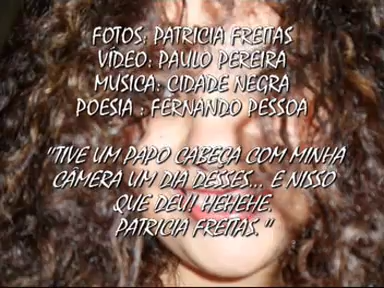 FOTOS: PATRICIA FREITAS
VÍDEO: PAULO PEREIRA
MUSICA: CIDADE NEGRA
POESIA : FERNANDO PESSOA
"TIVE UM PAPO CABEÇA COM MINHA
CÂMERA UM DIA DESSES... E NISSO
QUE DEU! HEHEHE.
PATRICIA FREITAS."